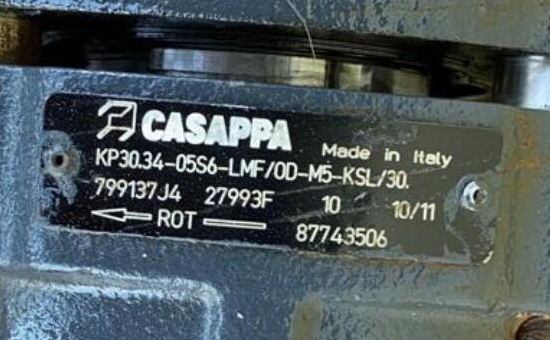 CASAPPA Made in Italy
KP30.34-05S6-LMF/OD-M5-KSL/30.
799137J4 27993F 10 10/11
ROT 87743506